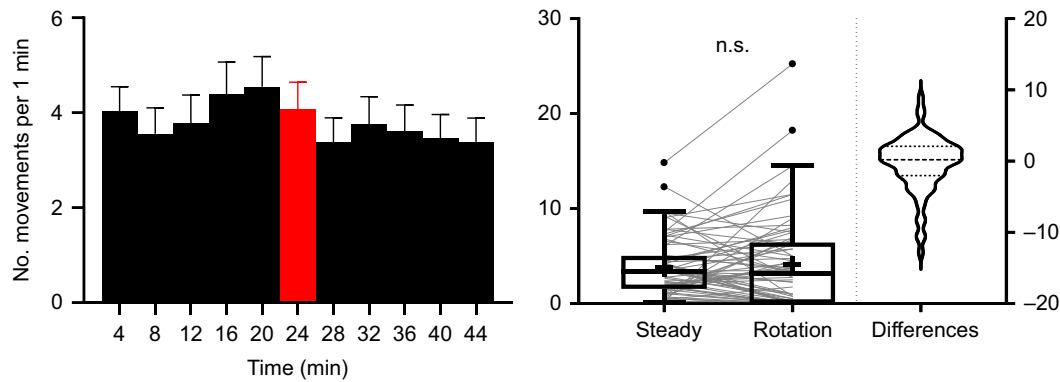 No. movements per 1 min
6
4
2
0
4 8 12 16 20 24 28 32 36 40 44
Time (min)
30
20
10
0
n.s.
Steady Rotation Differences
20
10
0
–10
–20